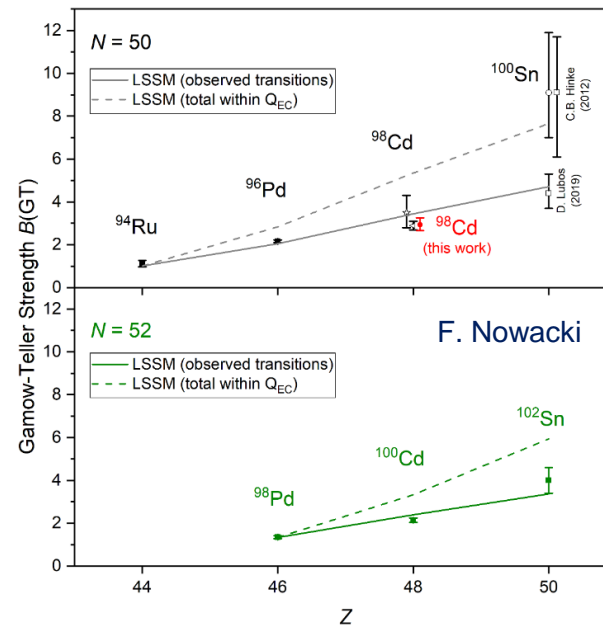 Gamow-Teller Strength B(GT)
12
10
8
6
4
2
0
N = 50
LSSM (observed transitions)
LSSM (total within Q_EC)
⁹⁴Ru
⁹⁶Pd
⁹⁸Cd
¹⁰⁰Sn
C.B. Hinke
(2012)
D. Lubos
(2019)
⁹⁸Cd
(this work)
12
10
8
6
4
2
0
N = 52
F. Nowacki
LSSM (observed transitions)
LSSM (total within Q_EC)
⁹⁸Pd
¹⁰⁰Cd
¹⁰²Sn
44
46
48
50
Z